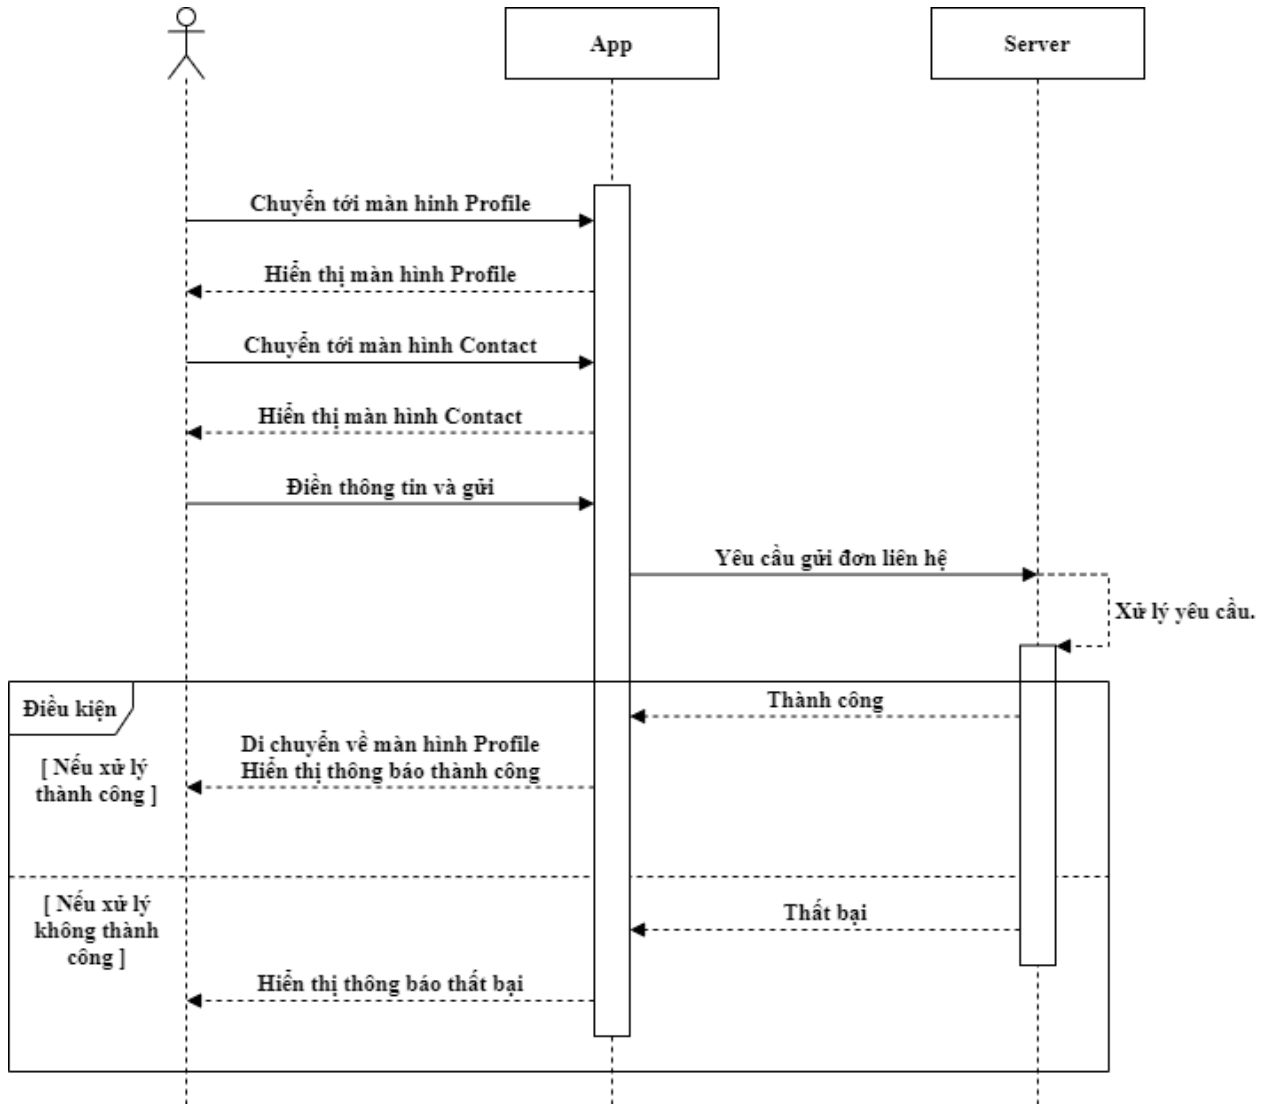 App
Server
Chuyển tới màn hinh Profile
Hiển thị màn hình Profile
Chuyển tới màn hình Contact
Hiển thị màn hình Contact
Điền thông tin và gửi
Yêu cầu gửi đơn liên hệ
Xử lý yêu cầu.
Điều kiện
Thành công
[ Nếu xử lý
thành công ]
Di chuyển về màn hình Profile
Hiển thị thông báo thành công
[ Nếu xử lý
không thành
công ]
Thất bại
Hiển thị thông báo thất bại